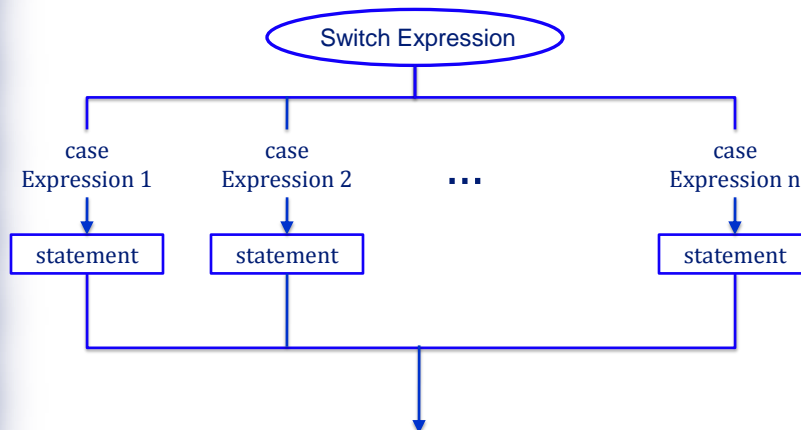 Switch Expression
case
Expression 1
case
Expression 2
...
case
Expression n
statement
statement
statement